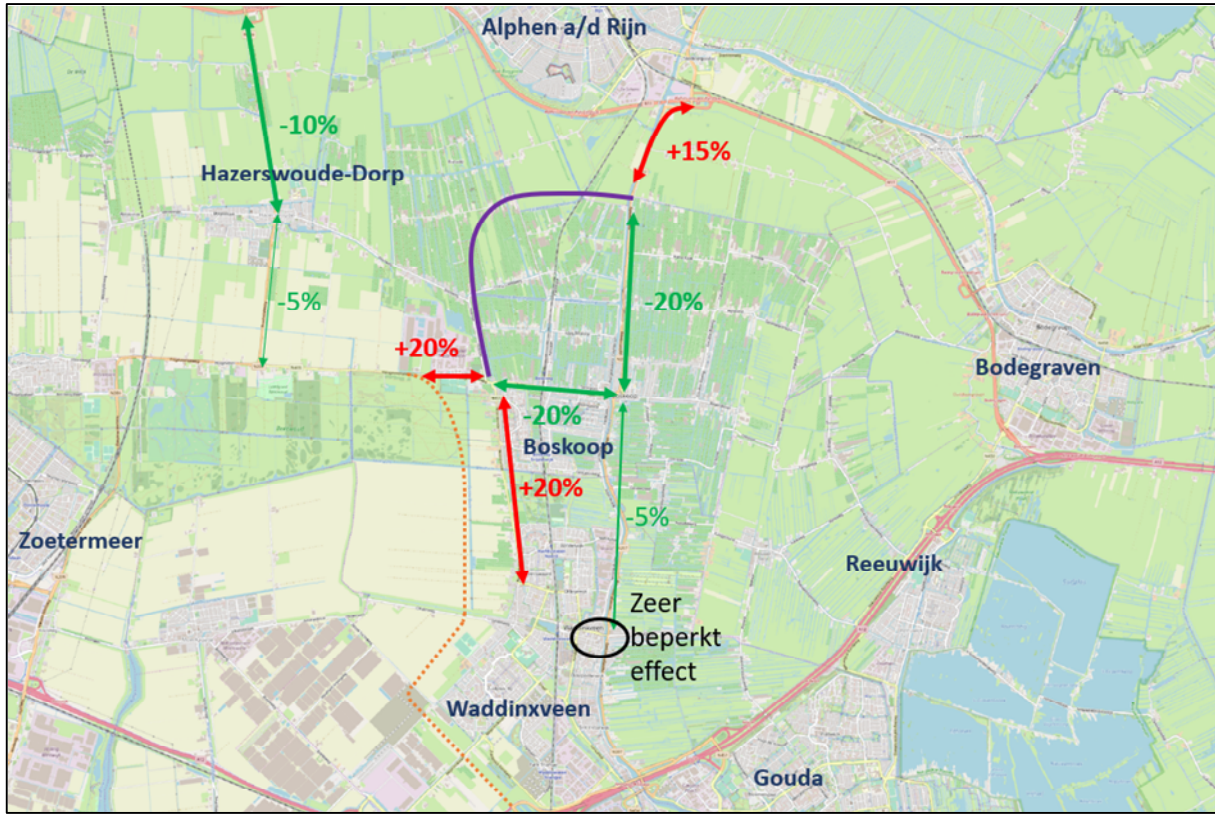 Alphen a/d Rijn
-10%
+15%
Hazerswoude-Dorp
-5%
-20%
+20%
Bodegraven
-20%
Boskoop
+20%
-5%
Zoetermeer
Reeuwijk
Zeer
beperkt
effect
Waddinxveen
Gouda